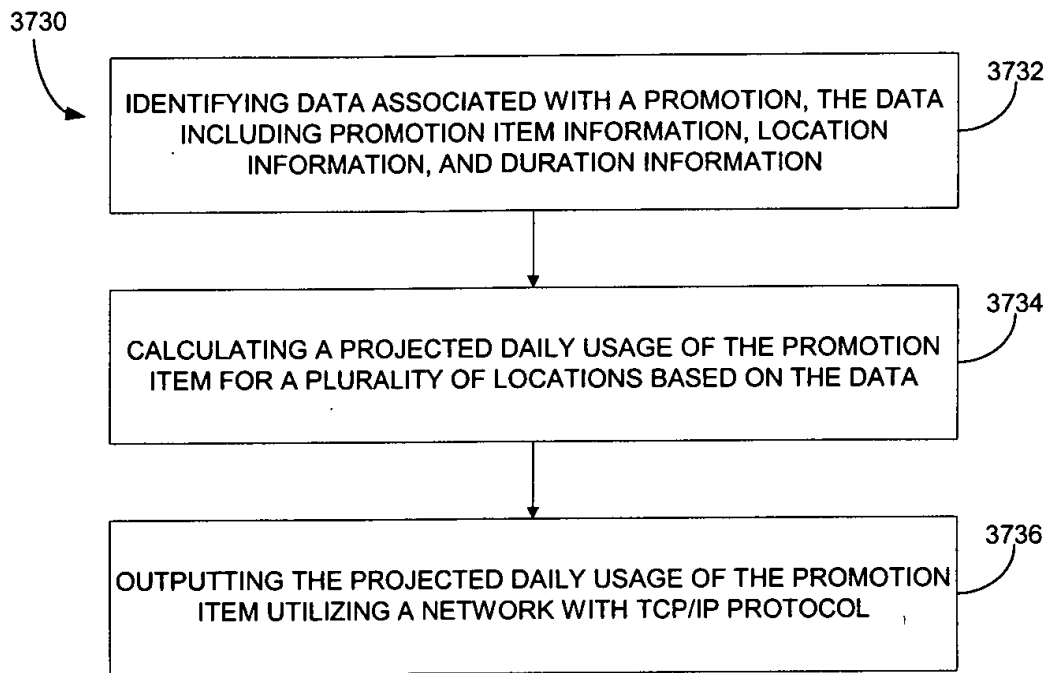 3730
3732
IDENTIFYING DATA ASSOCIATED WITH A PROMOTION, THE DATA
INCLUDING PROMOTION ITEM INFORMATION, LOCATION
INFORMATION, AND DURATION INFORMATION
3734
CALCULATING A PROJECTED DAILY USAGE OF THE PROMOTION
ITEM FOR A PLURALITY OF LOCATIONS BASED ON THE DATA
3736
OUTPUTTING THE PROJECTED DAILY USAGE OF THE PROMOTION
ITEM UTILIZING A NETWORK WITH TCP/IP PROTOCOL